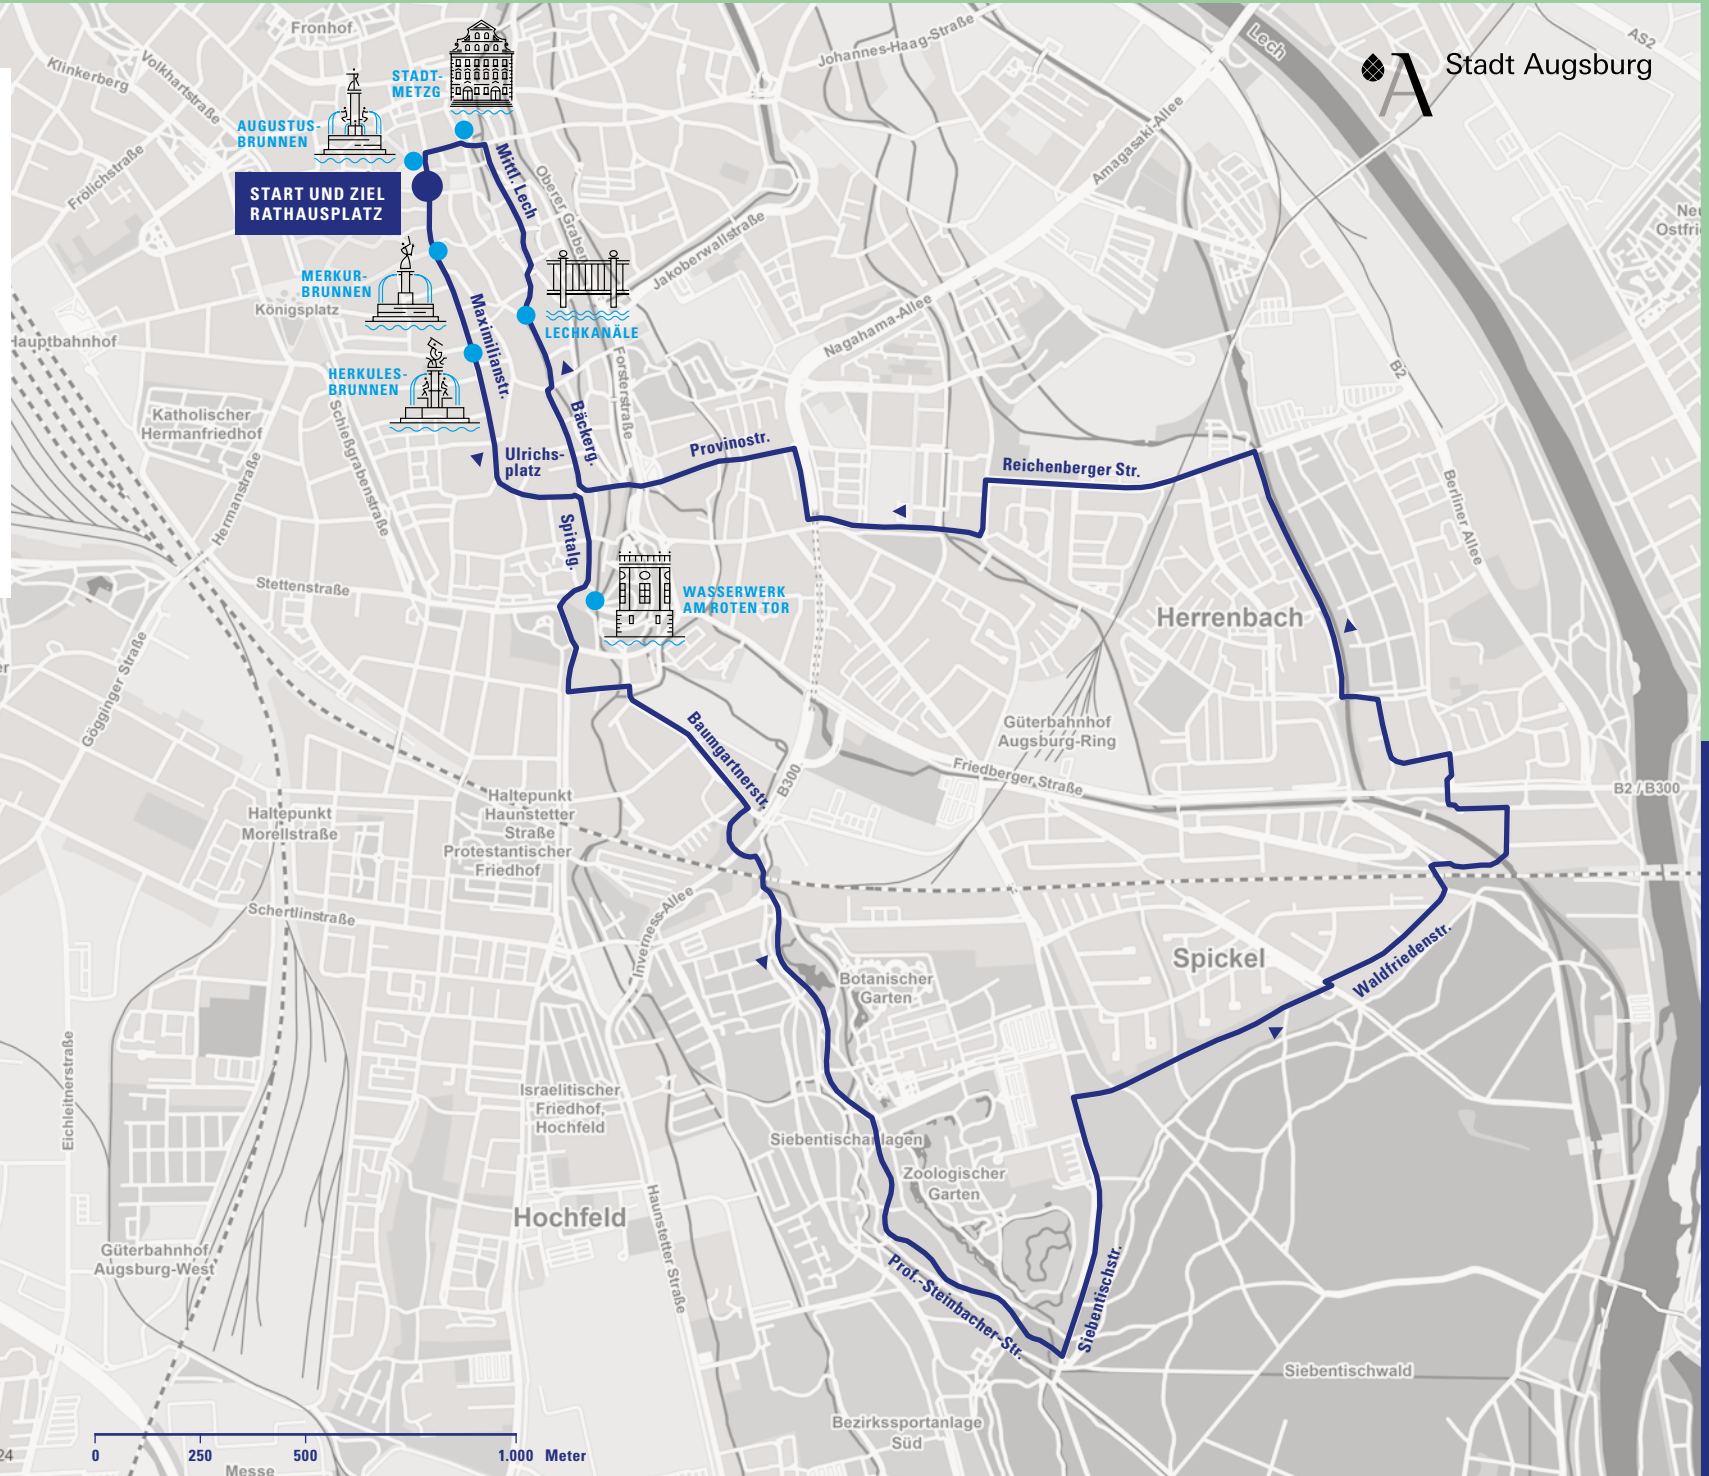 Stadt Augsburg
Fronhof
Klinkerberg
Volkhartstraße
Frölichstraße
Johannes-Haag-Straße
Lech
AS2
STADT-
METZG
AUGUSTUS-
BRUNNEN
START UND ZIEL
RATHAUSPLATZ
Mittl. Lech
Oberer Graben
Amagasaki-Allee
Jakoberwallstraße
MERKUR-
BRUNNEN
Königsplatz
Maximilianstr.
LECHKANÄLE
Nagahama-Allee
Hauptbahnhof
HERKULES-
BRUNNEN
Forsterstraße
B2
Katholischer
Hermanfriedhof
Schießgrabenstraße
Hermanstraße
Bäckerg.
Ulrichs-
platz
Provinostr.
Reichenberger Str.
Berliner Allee
Spitalg.
Stettenstraße
WASSERWERK
AM ROTEN TOR
Herrenbach
Gögginger Straße
Baumgartnerstr.
Güterbahnhof
Augsburg-Ring
B300
Friedberger Straße
B2 / B300
Haltepunkt
Morellstraße
Haltepunkt
Haunstetter
Straße
Protestantischer
Friedhof
Schertlinstraße
Inverness-Allee
Botanischer
Garten
Spickel
Waldfriedenstr.
Eichleitnerstraße
Israelitischer
Friedhof,
Hochfeld
Siebentischanlagen
Zoologischer
Garten
Hochfeld
Haunstetter Straße
Güterbahnhof
Augsburg-West
Prof.-Steinbacher-Str.
Siebentischstr.
Siebentischwald
Bezirkssportanlage
Süd
0 250 500 1.000 Meter
24
Messe